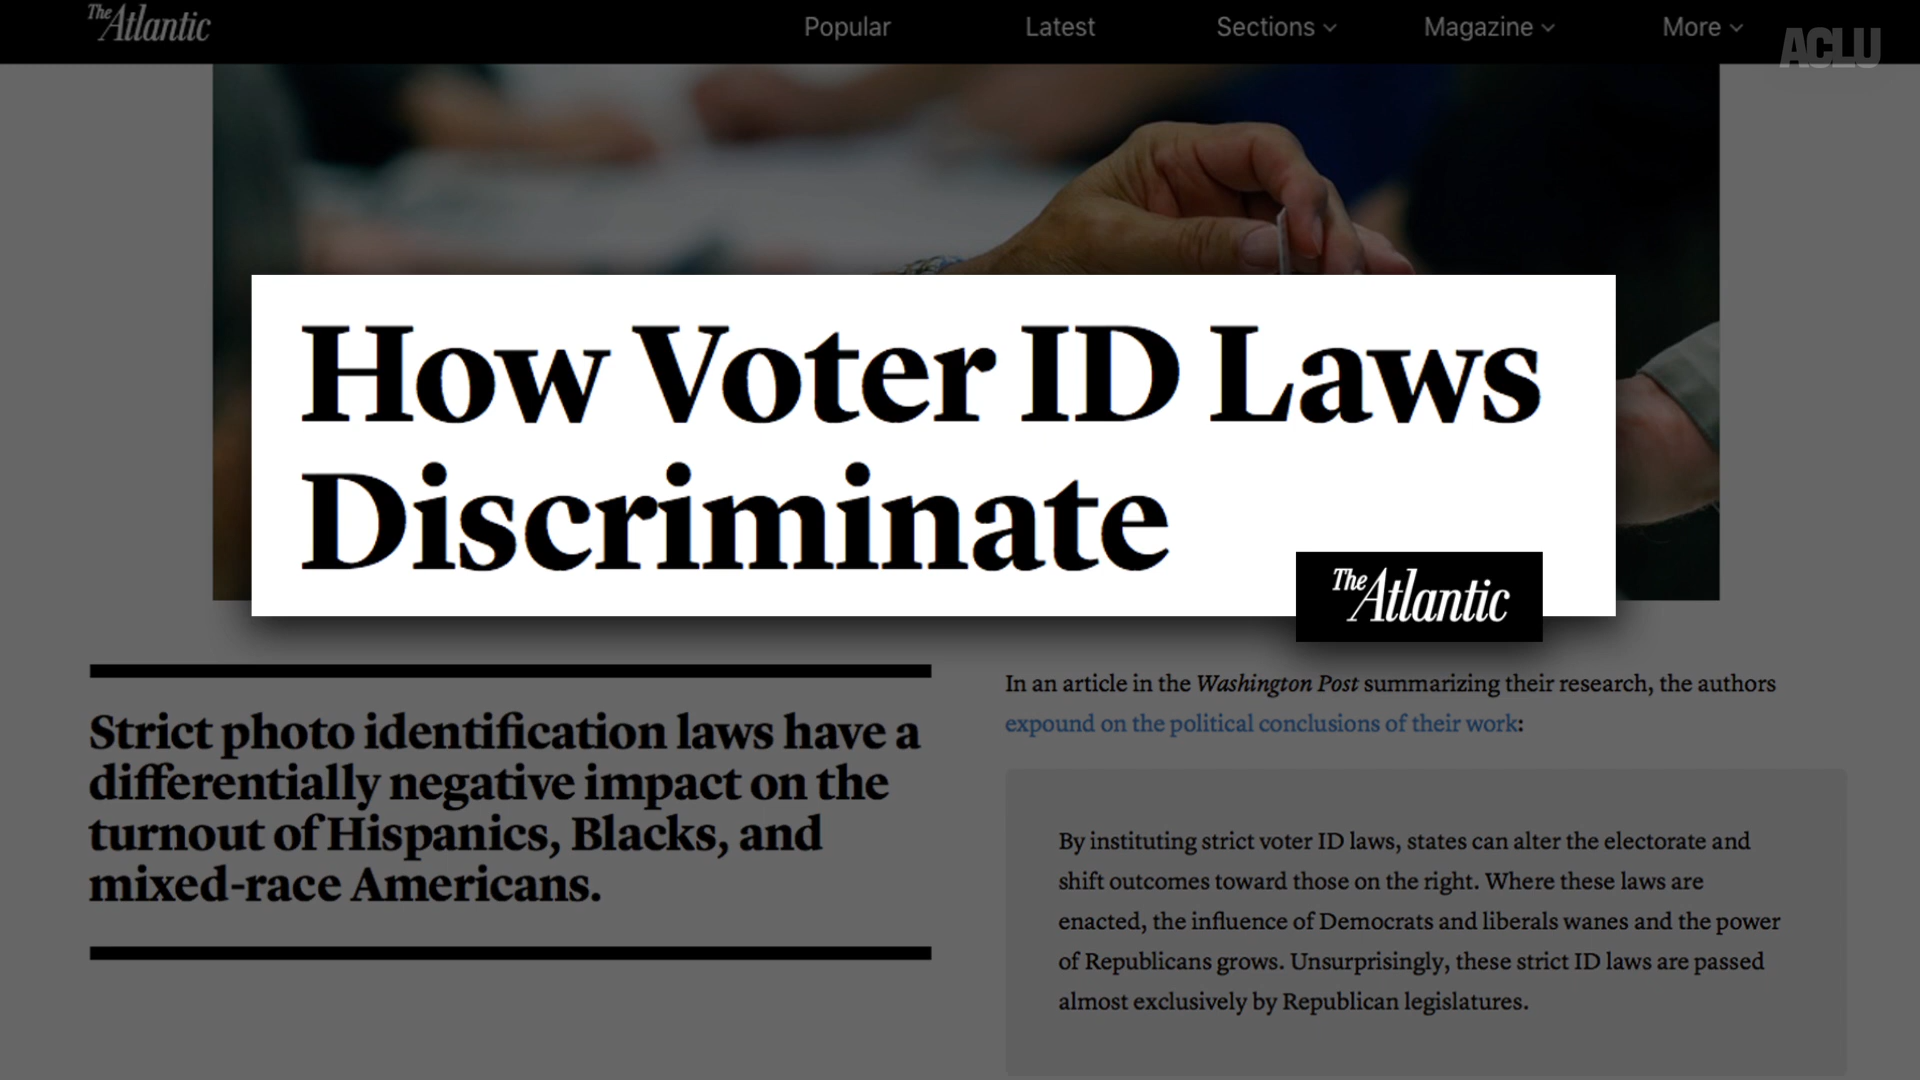 The Atlantic
Popular
Latest
Sections
Magazine
More
ACLU
How Voter ID Laws
Discriminate
The Atlantic
Strict photo identification laws have a
differentially negative impact on the
turnout of Hispanics, Blacks, and
mixed-race Americans.
In an article in the Washington Post summarizing their research, the authors
expound on the political conclusions of their work:
By instituting strict voter ID laws, states can alter the electorate and
shift outcomes toward those on the right. Where these laws are
enacted, the influence of Democrats and liberals wanes and the power
of Republicans grows. Unsurprisingly, these strict ID laws are passed
almost exclusively by Republican legislatures.